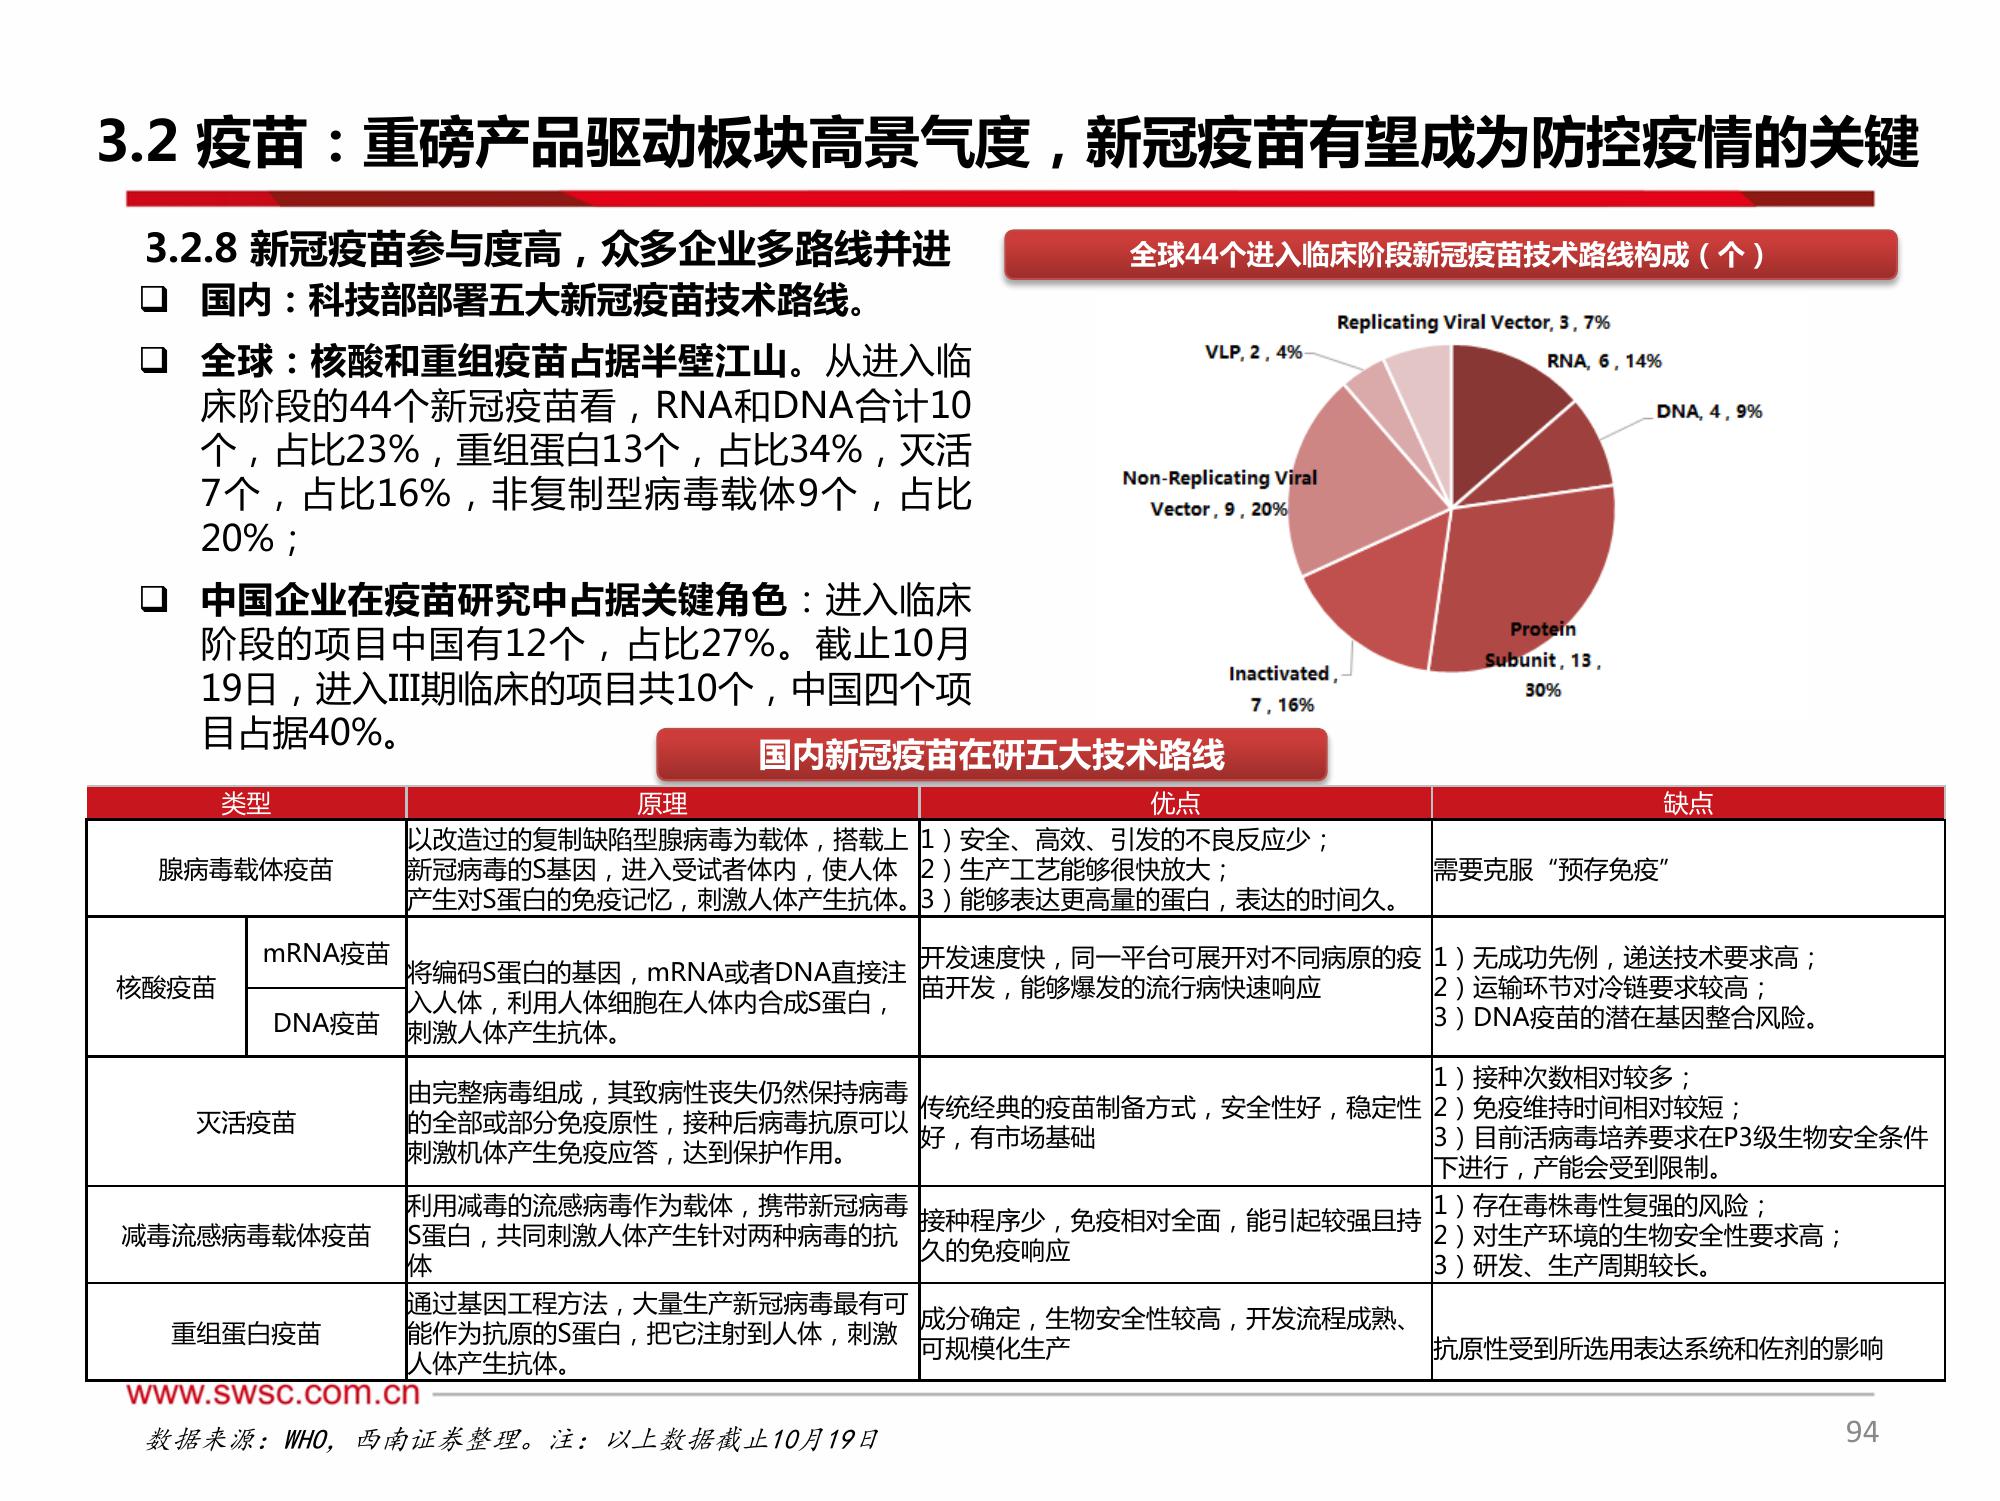 3.2 疫苗：重磅产品驱动板块高景气度，新冠疫苗有望成为防控疫情的关键
3.2.8 新冠疫苗参与度高，众多企业多路线并进
国内：科技部部署五大新冠疫苗技术路线。
全球：核酸和重组疫苗占据半壁江山。从进入临
床阶段的44个新冠疫苗看，RNA和DNA合计10
个，占比23%，重组蛋白13个，占比34%，灭活
7个，占比16%，非复制型病毒载体9个，占比
20%；
中国企业在疫苗研究中占据关键角色：进入临床
阶段的项目中国有12个，占比27%。截止10月
19日，进入III期临床的项目共10个，中国四个项
目占据40%。
全球44个进入临床阶段新冠疫苗技术路线构成（个）
Replicating Viral Vector, 3 , 7%
VLP, 2 , 4%
RNA, 6 , 14%
DNA, 4 , 9%
Non-Replicating Viral
Vector , 9 , 20%
Protein
Subunit , 13 ,
30%
Inactivated ,
7 , 16%
国内新冠疫苗在研五大技术路线
类型 原理 优点 缺点
腺病毒载体疫苗
以改造过的复制缺陷型腺病毒为载体，搭载上
新冠病毒的S基因，进入受试者体内，使人体
产生对S蛋白的免疫记忆，刺激人体产生抗体。
1）安全、高效、引发的不良反应少；
2）生产工艺能够很快放大；
3）能够表达更高量的蛋白，表达的时间久。
需要克服“预存免疫”
核酸疫苗
mRNA疫苗
DNA疫苗
将编码S蛋白的基因，mRNA或者DNA直接注
入人体，利用人体细胞在人体内合成S蛋白，
刺激人体产生抗体。
开发速度快，同一平台可展开对不同病原的疫
苗开发，能够爆发的流行病快速响应
1）无成功先例，递送技术要求高；
2）运输环节对冷链要求较高；
3）DNA疫苗的潜在基因整合风险。
灭活疫苗
由完整病毒组成，其致病性丧失仍然保持病毒
的全部或部分免疫原性，接种后病毒抗原可以
刺激机体产生免疫应答，达到保护作用。
传统经典的疫苗制备方式，安全性好，稳定性
好，有市场基础
1）接种次数相对较多；
2）免疫维持时间相对较短；
3）目前活病毒培养要求在P3级生物安全条件
下进行，产能会受到限制。
减毒流感病毒载体疫苗
利用减毒的流感病毒作为载体，携带新冠病毒
S蛋白，共同刺激人体产生针对两种病毒的抗
体
接种程序少，免疫相对全面，能引起较强且持
久的免疫响应
1）存在毒株毒性复强的风险；
2）对生产环境的生物安全性要求高；
3）研发、生产周期较长。
重组蛋白疫苗
通过基因工程方法，大量生产新冠病毒最有可
能作为抗原的S蛋白，把它注射到人体，刺激
人体产生抗体。
成分确定，生物安全性较高，开发流程成熟、
可规模化生产
抗原性受到所选用表达系统和佐剂的影响
www.swsc.com.cn
数据来源：WHO，西南证券整理。注：以上数据截止10月19日
94